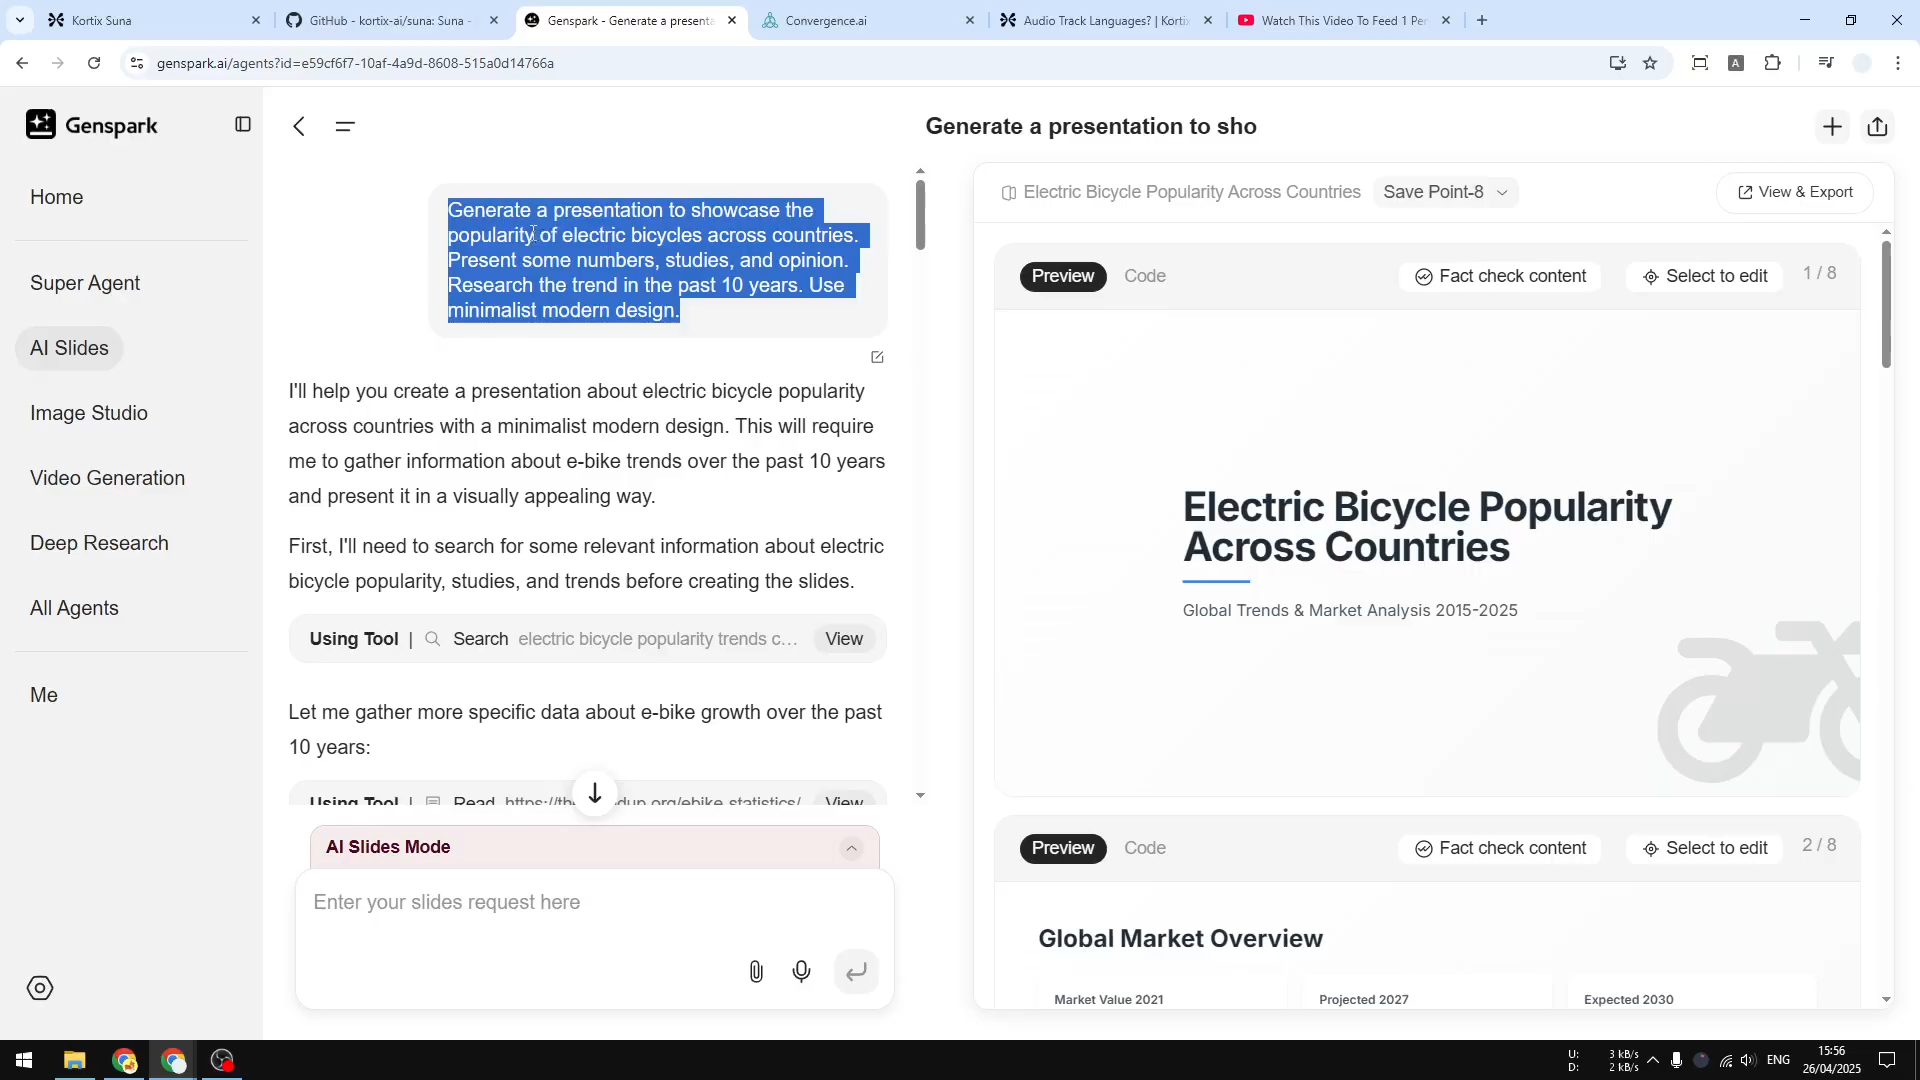 Kortix Suna
GitHub - kortix-ai/suna: Suna -
Genspark - Generate a presenta
Convergence.ai
Audio Track Languages? | Kortix
Watch This Video To Feed 1 Per
genspark.ai/agents?id=e59cf6f7-10af-4a9d-8608-515a0d14766a
Genspark
Home
Super Agent
AI Slides
Image Studio
Video Generation
Deep Research
All Agents
Me
Generate a presentation to sho
Generate a presentation to showcase the
popularity of electric bicycles across countries.
Present some numbers, studies, and opinion.
Research the trend in the past 10 years. Use
minimalist modern design.
I'll help you create a presentation about electric bicycle popularity
across countries with a minimalist modern design. This will require
me to gather information about e-bike trends over the past 10 years
and present it in a visually appealing way.
First, I'll need to search for some relevant information about electric
bicycle popularity, studies, and trends before creating the slides.
Using Tool | Search electric bicycle popularity trends c... View
Let me gather more specific data about e-bike growth over the past
10 years:
Using Tool | Read View
AI Slides Mode
Enter your slides request here
Electric Bicycle Popularity Across Countries
Save Point-8
View & Export
Preview Code Fact check content Select to edit 1 / 8
Electric Bicycle Popularity
Across Countries
Global Trends & Market Analysis 2015-2025
Preview Code Fact check content Select to edit 2 / 8
Global Market Overview
Market Value 2021
Projected 2027
Expected 2030
U: 3 kB/s
D: 2 kB/s
ENG
15:56
26/04/2025